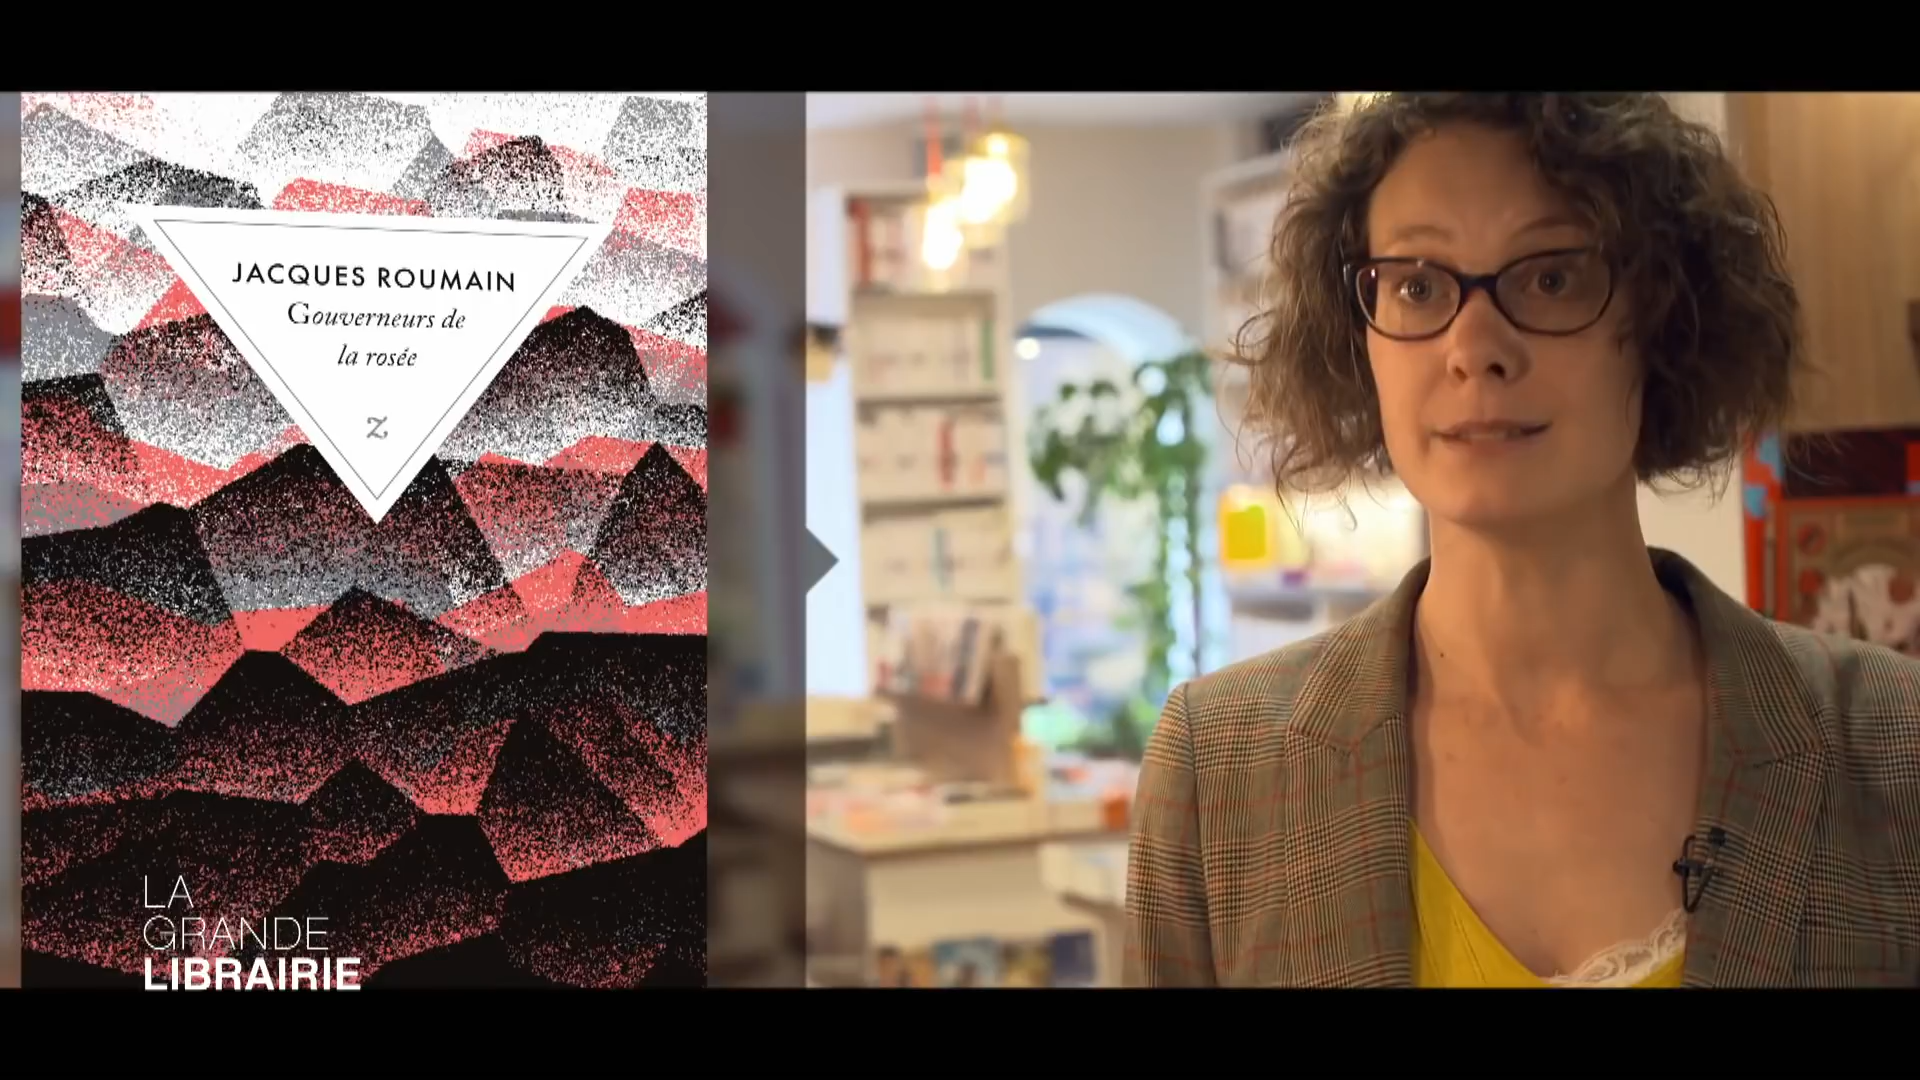 JACQUES ROUMAIN
Gouverneurs de
la rosée
Z
LA
GRANDE
LIBRAIRIE